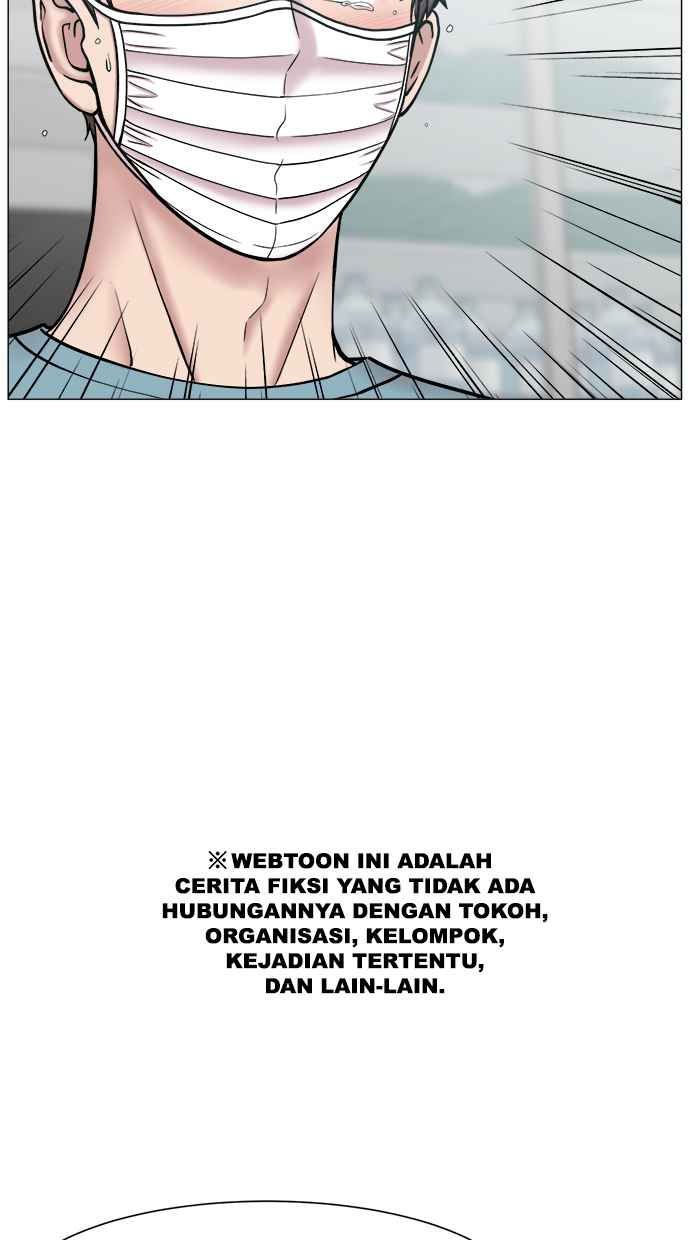 ※WEBTOON INI ADALAH
CERITA FIKSI YANG TIDAK ADA
HUBUNGANNYA DENGAN TOKOH,
ORGANISASI, KELOMPOK,
KEJADIAN TERTENTU,
DAN LAIN-LAIN.